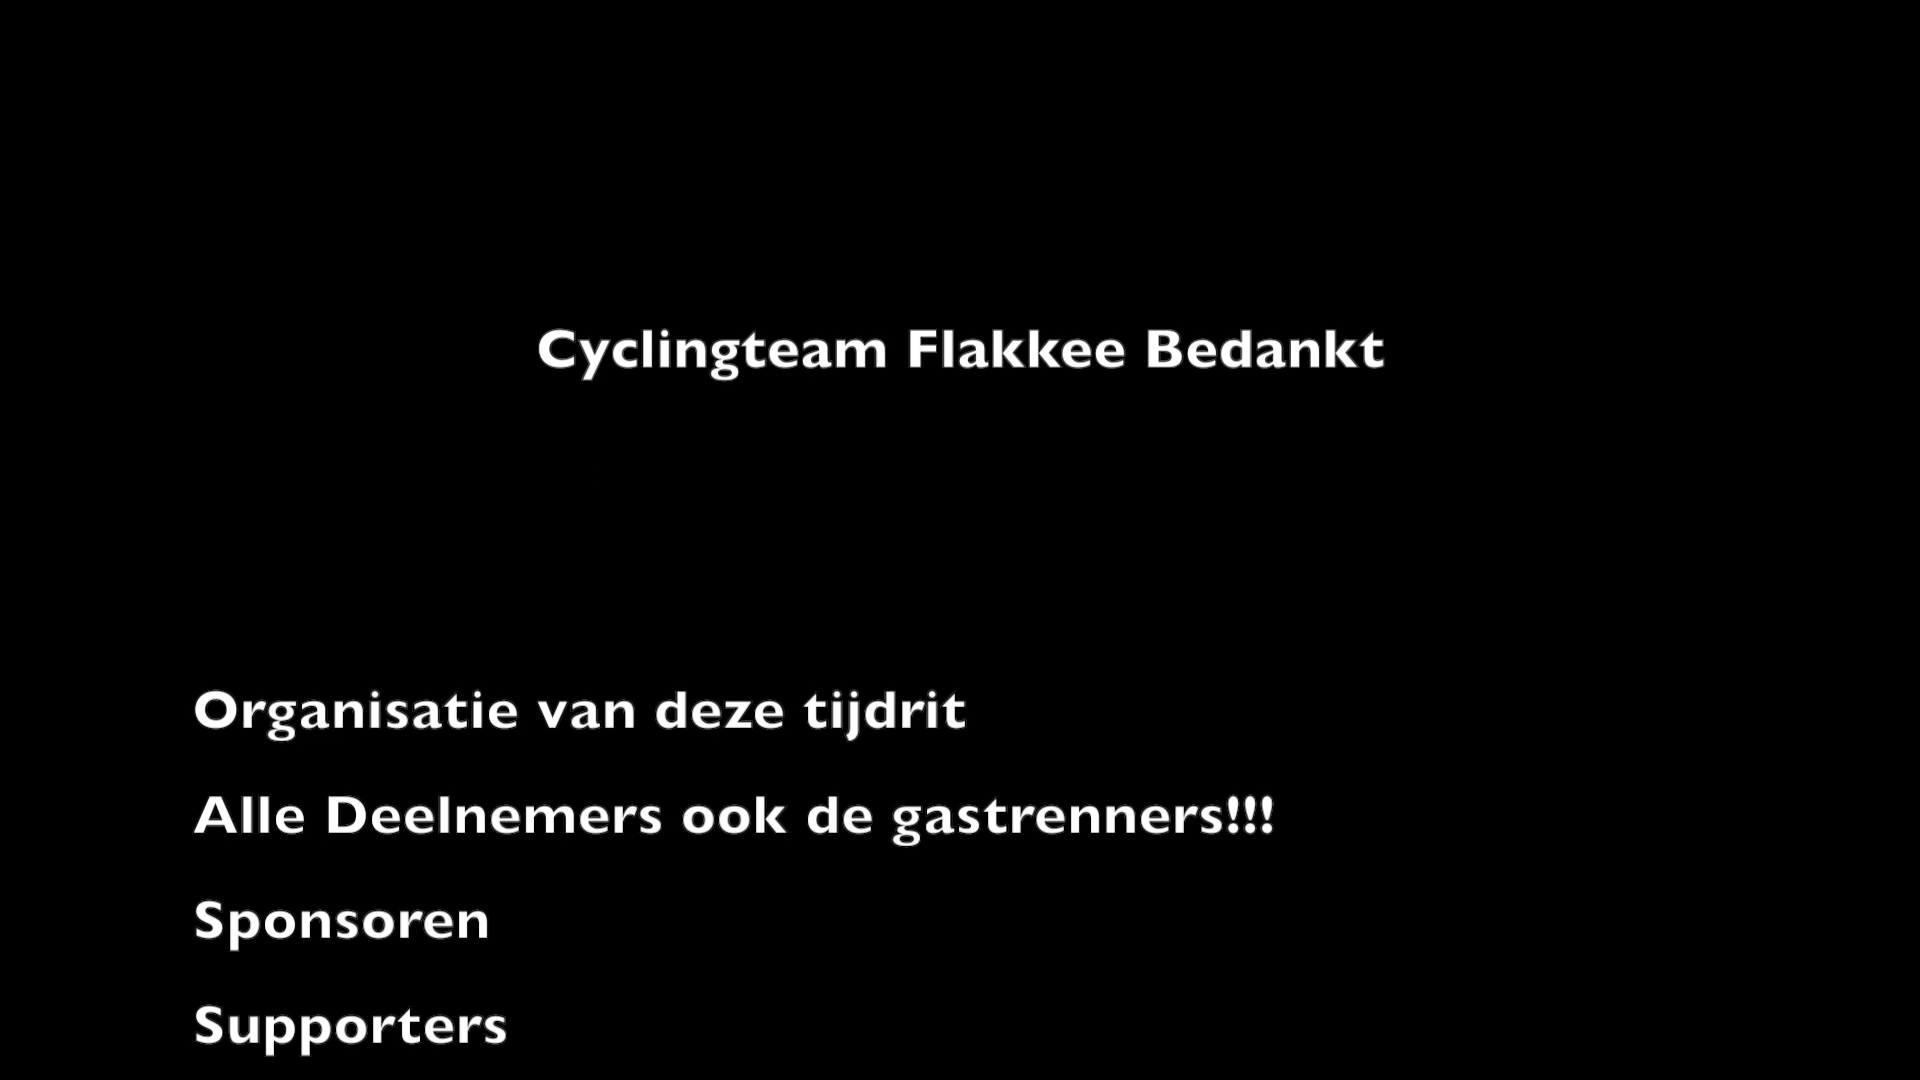 Cyclingteam Flakkee Bedankt
Organisatie van deze tijdrit
Alle Deelnemers ook de gastrenners!!!
Sponsoren
Supporters